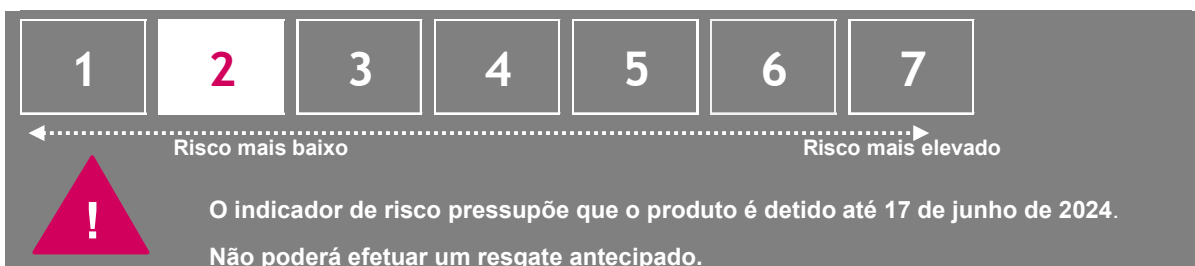 1 2 3 4 5 6 7
Risco mais baixo Risco mais elevado
!
O indicador de risco pressupõe que o produto é detido até 17 de junho de 2024.
Não poderá efetuar um resgate antecipado.